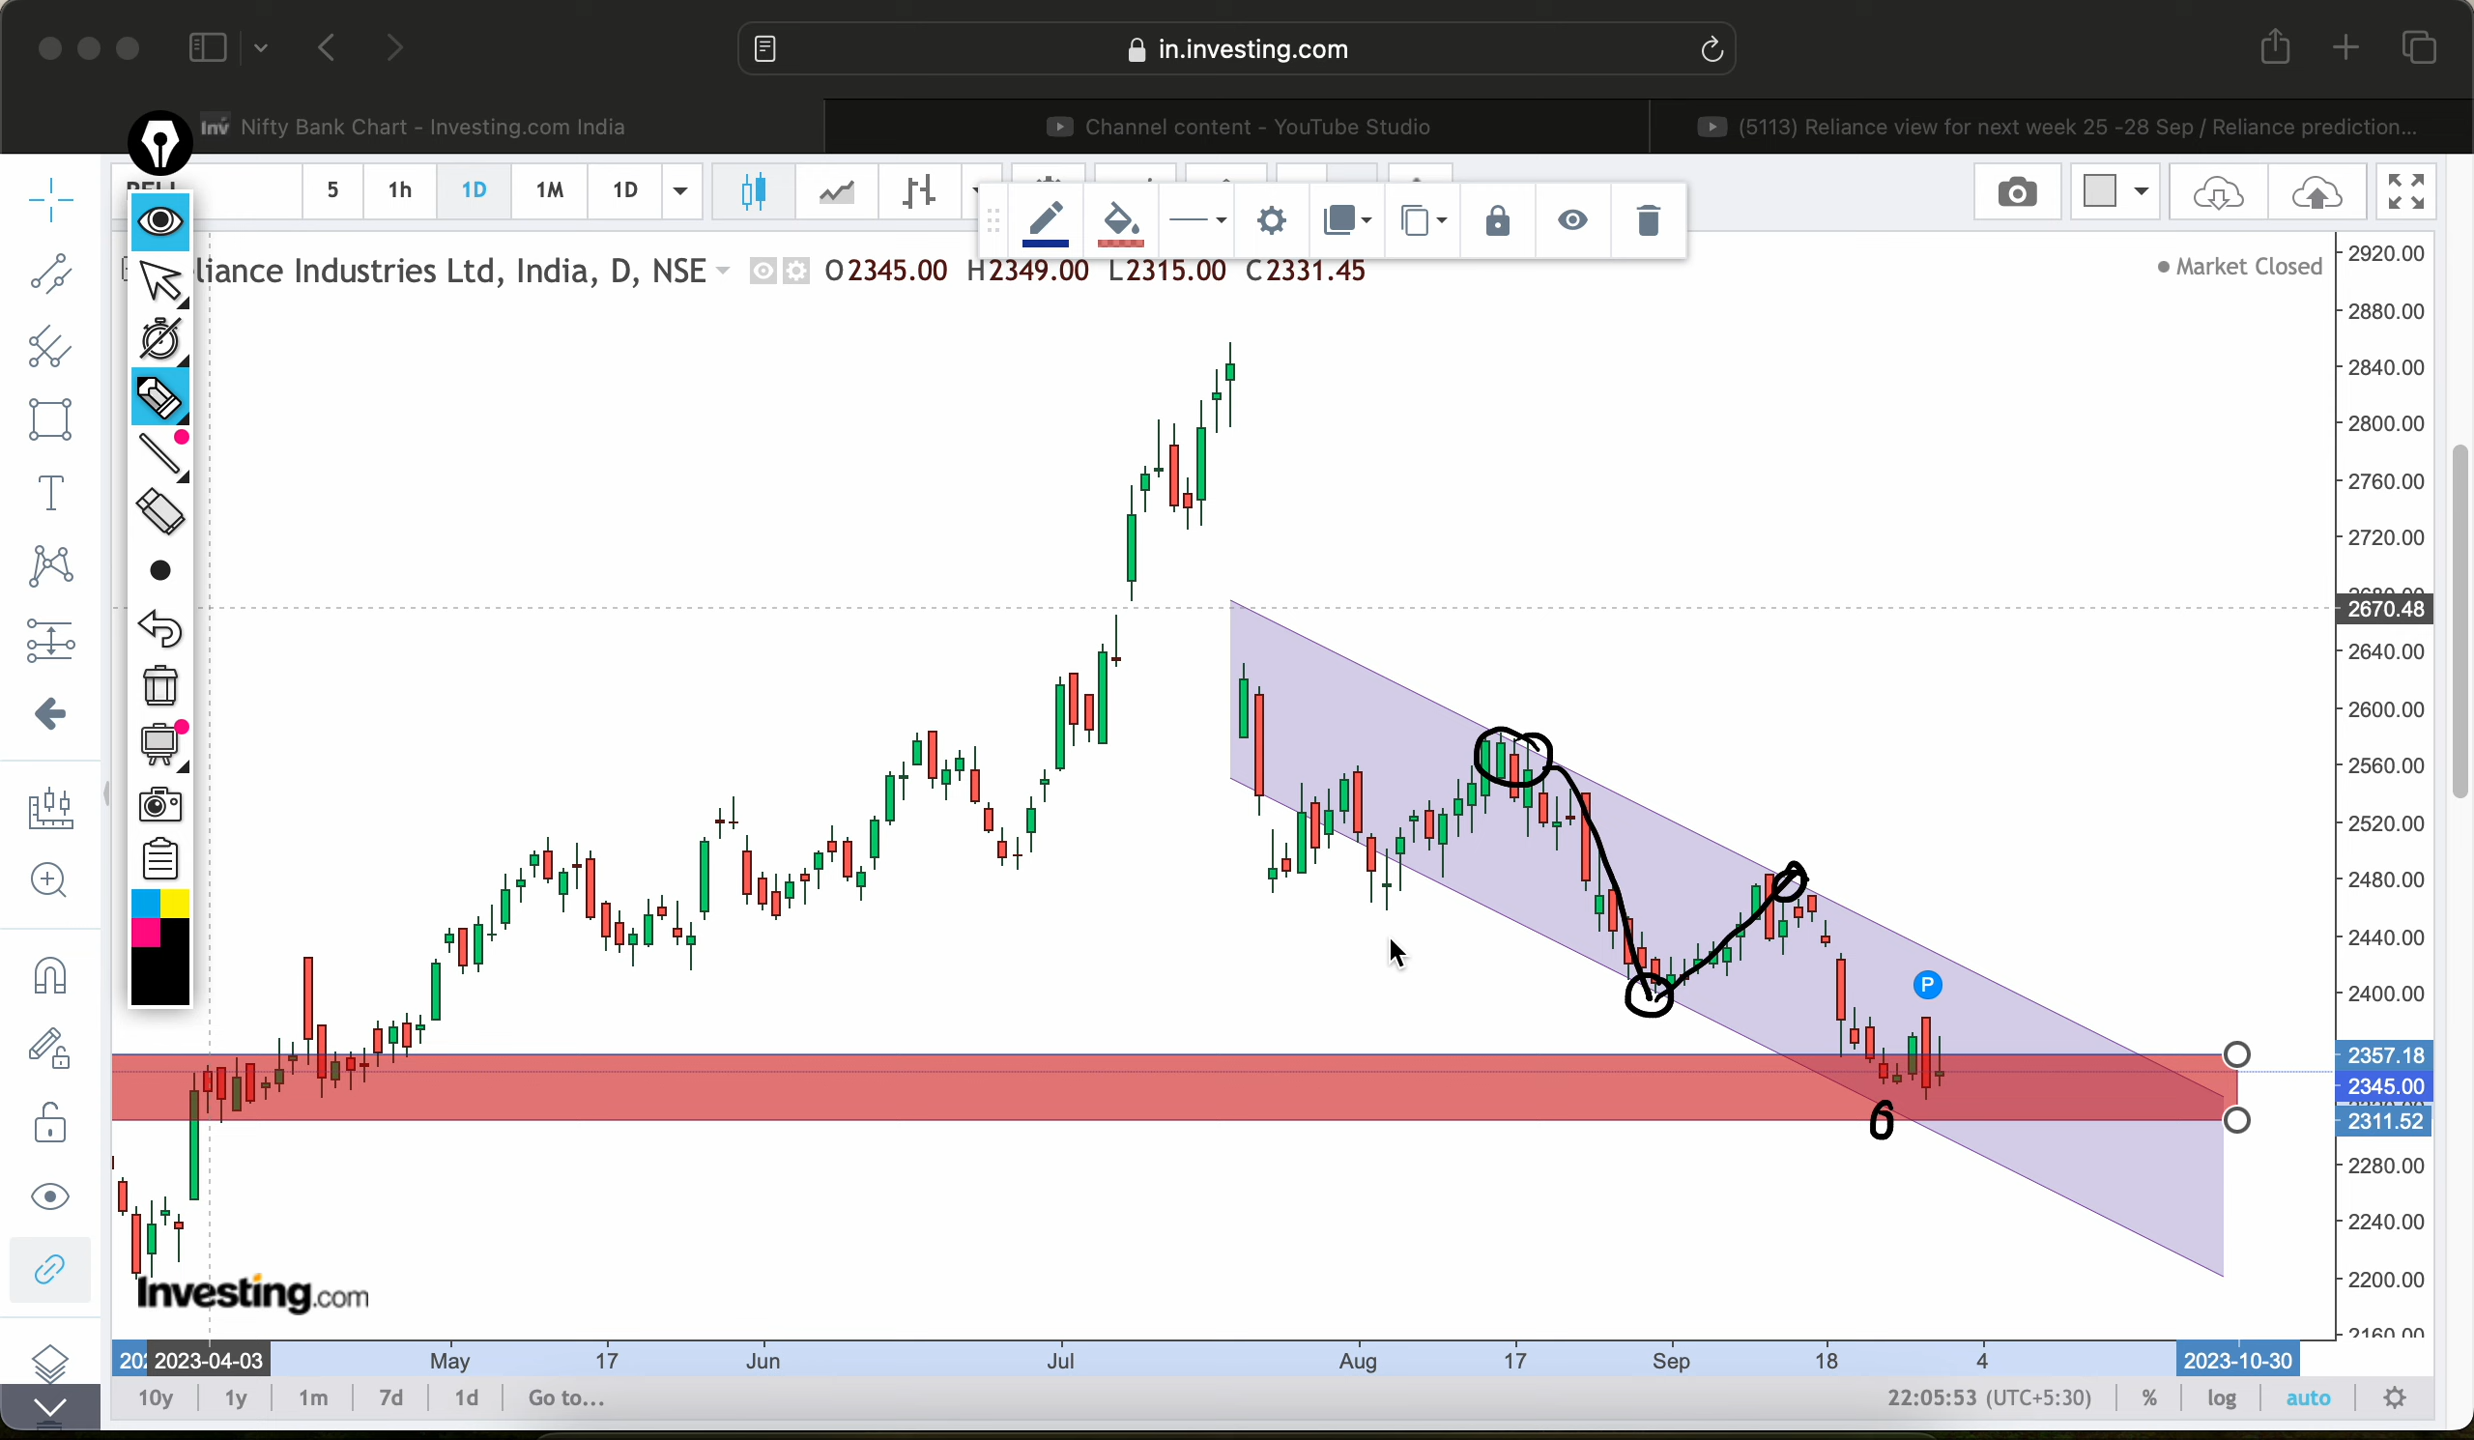 in.investing.com
Inv Nifty Bank Chart - Investing.com India
Channel content - YouTube Studio
(5113) Reliance view for next week 25 -28 Sep / Reliance prediction...
5 1h 1D 1M 1D
liance Industries Ltd, India, D, NSE O2345.00 H2349.00 L2315.00 C2331.45
Market Closed
2920.00
2880.00
2840.00
2800.00
2760.00
2720.00
2670.48
2640.00
2600.00
2560.00
2520.00
2480.00
2440.00
P
2400.00
2357.18
2345.00
2311.52
2280.00
2240.00
2200.00
2160.00
Investing.com
202 2023-04-03 May 17 Jun Jul Aug 17 Sep 18 4 2023-10-30
10y 1y 1m 7d 1d Go to... 22:05:53 (UTC+5:30) % log auto